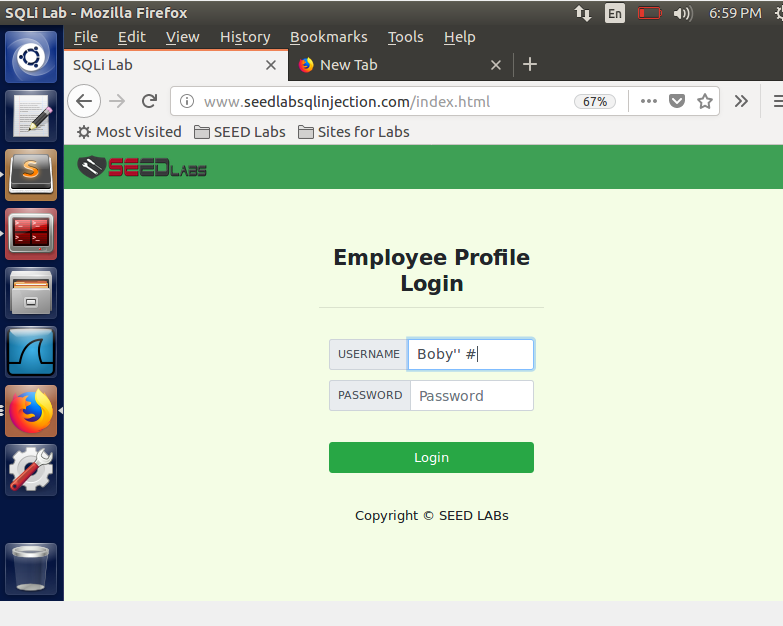 SQLi Lab - Mozilla Firefox En 6:59 PM
File Edit View History Bookmarks Tools Help
SQLi Lab New Tab
www.seedlabsqlinjection.com/index.html 67%
Most Visited SEED Labs Sites for Labs
SEEDLABS
Employee Profile
Login
USERNAME Boby'' #
PASSWORD Password
Login
Copyright © SEED LABs